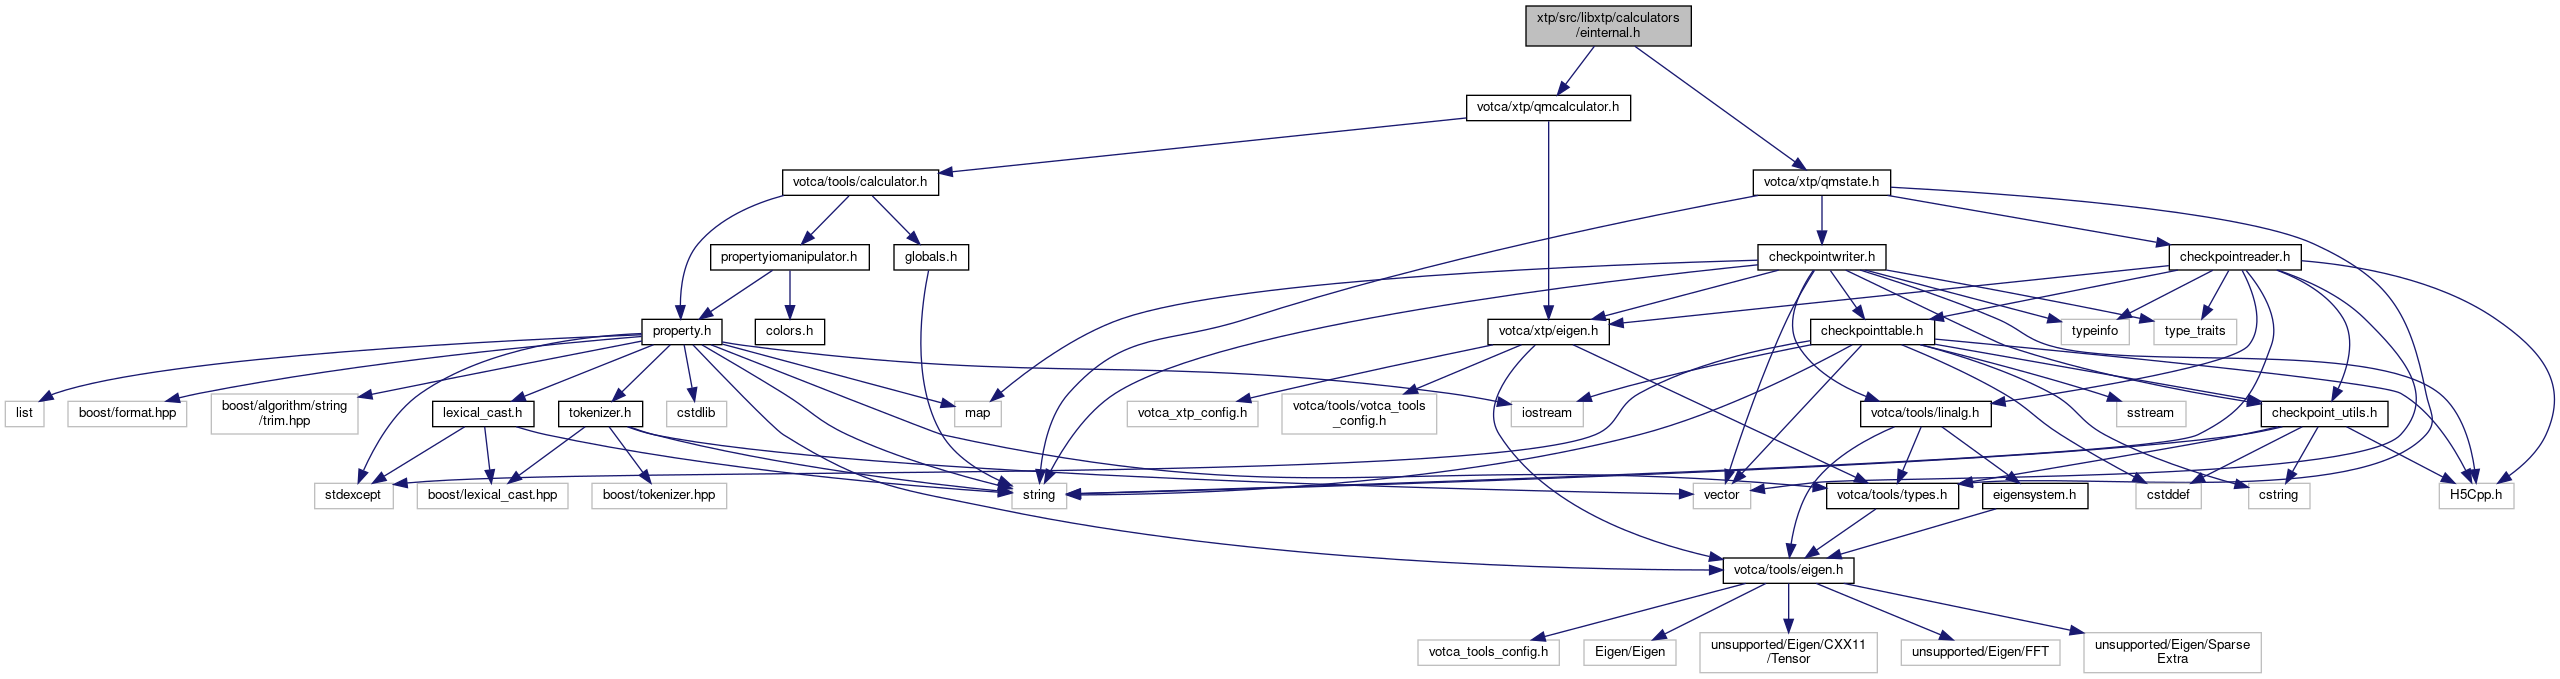 xtp/src/libxtp/calculators
/einternal.h
votca/xtp/qmcalculator.h
votca/tools/calculator.h
votca/xtp/qmstate.h
propertyiomanipulator.h
globals.h
checkpointwriter.h
checkpointreader.h
property.h
colors.h
votca/xtp/eigen.h
checkpointtable.h
typeinfo
type_traits
list
boost/format.hpp
boost/algorithm/string
/trim.hpp
lexical_cast.h
tokenizer.h
cstdlib
map
votca_xtp_config.h
votca/tools/votca_tools
_config.h
iostream
votca/tools/linalg.h
sstream
checkpoint_utils.h
stdexcept
boost/lexical_cast.hpp
boost/tokenizer.hpp
string
vector
votca/tools/types.h
eigensystem.h
cstddef
cstring
H5Cpp.h
votca/tools/eigen.h
votca_tools_config.h
Eigen/Eigen
unsupported/Eigen/CXX11
/Tensor
unsupported/Eigen/FFT
unsupported/Eigen/Sparse
Extra